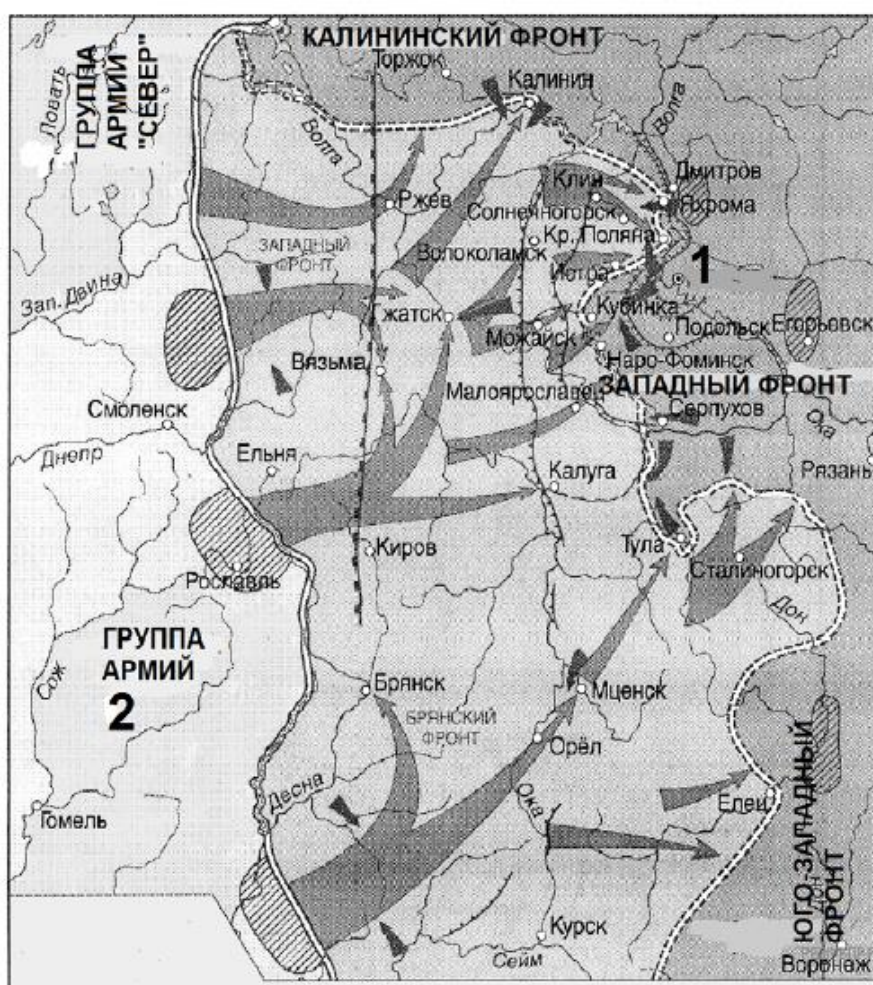 КАЛИНИНСКИЙ ФРОНТ
Торжок
Калинин
ГРУППА
АРМИЙ
"СЕВЕР"
Ловать
Волга
Волга
Дмитров
Яхрома
Клин
Солнечногорск
Ржев
Кр. Поляна
ЗАПАДНЫЙ
ФРОНТ
Волоколамск
Истра
1
Зап. Двина
жатск
Кубинка
Можайск
Подольск
Егорьевск
Наро-Фоминск
Вязьма
ЗАПАДНЫЙ ФРОНТ
Малоярославец
Серпухов
Смоленск
Ока
Днепр
Ельня
Калуга
Рязань
Киров
Тула
Рославль
Сталиногорск
Дон
ГРУППА
АРМИЙ
2
Сож
Брянск
Мценск
БРЯНСКИЙ
ФРОНТ
Орёл
Десна
Ока
Елец
Гомель
ЮГО-ЗАПАДНЫЙ
ФРОНТ
Дон
Курск
Сейм
Воронеж